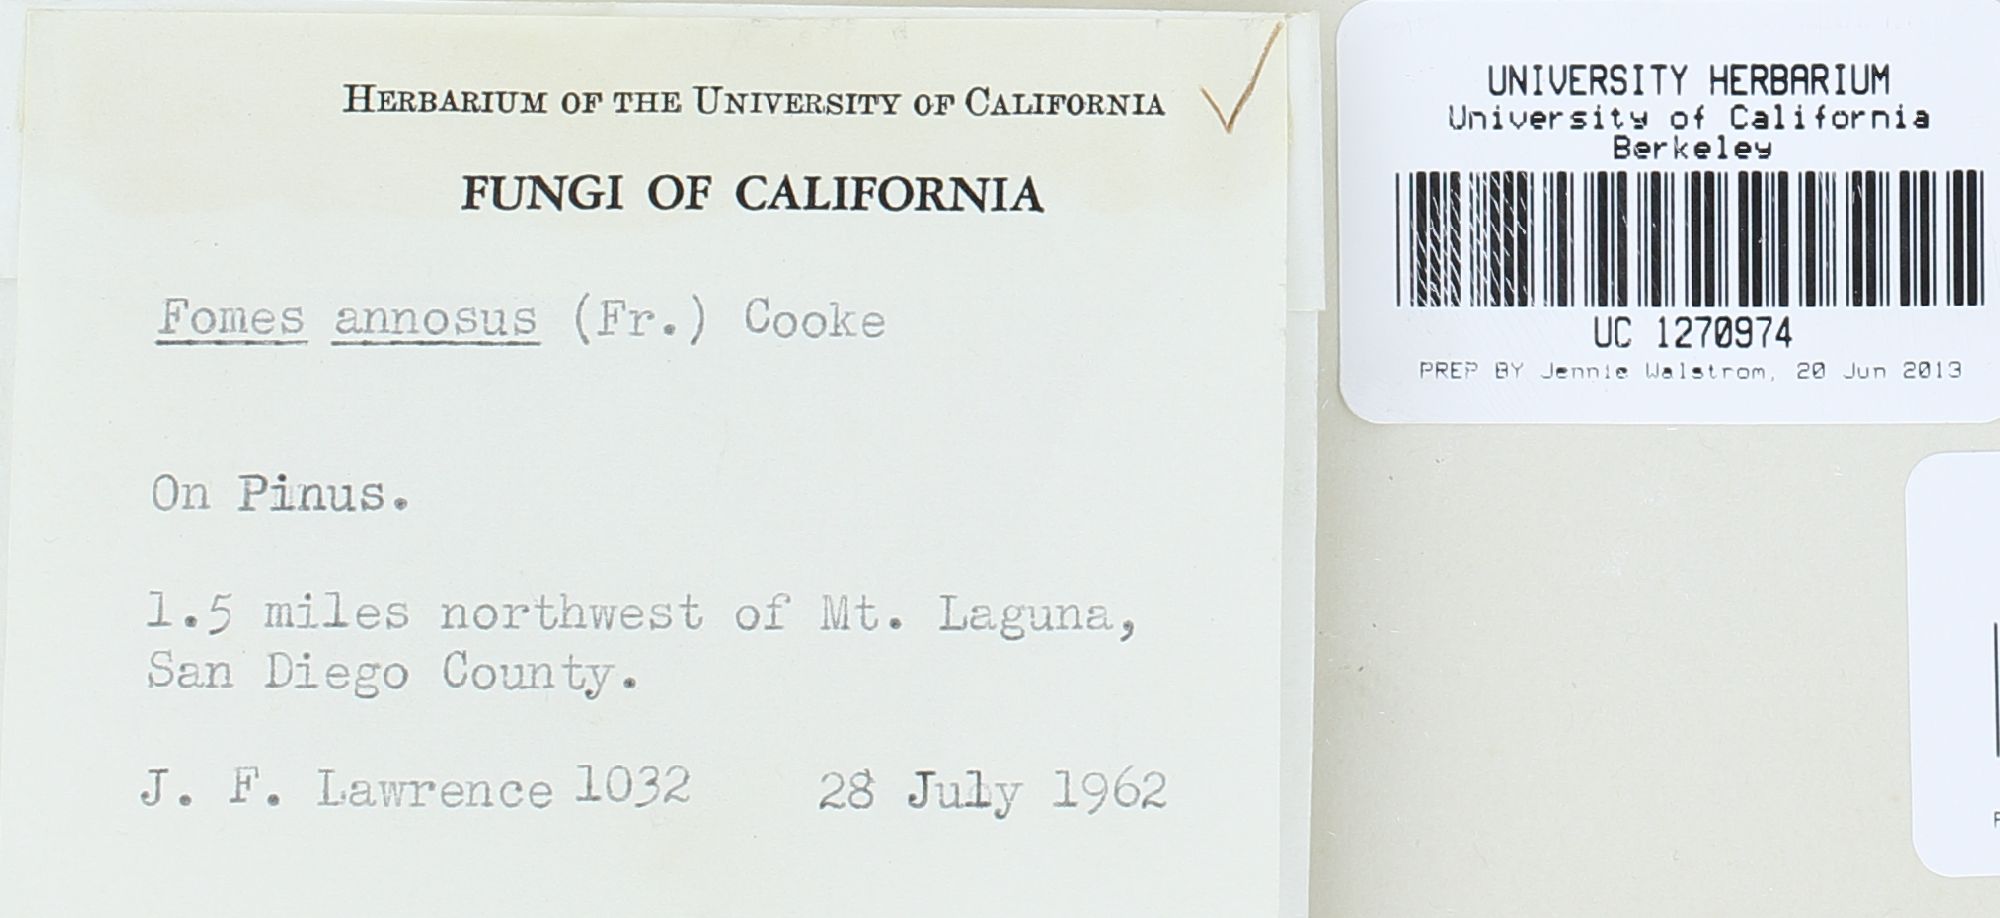 HERBARIUM OF THE UNIVERSITY OF CALIFORNIA
FUNGI OF CALIFORNIA
Fomes annosus (Fr.) Cooke
On Pinus.
1.5 miles northwest of Mt. Laguna,
San Diego County.
J. F. Lawrence 1032 28 July 1962
UNIVERSITY HERBARIUM
University of California
Berkeley
UC 1270974
PREP BY Jennie Walstrom, 20 Jun 2013